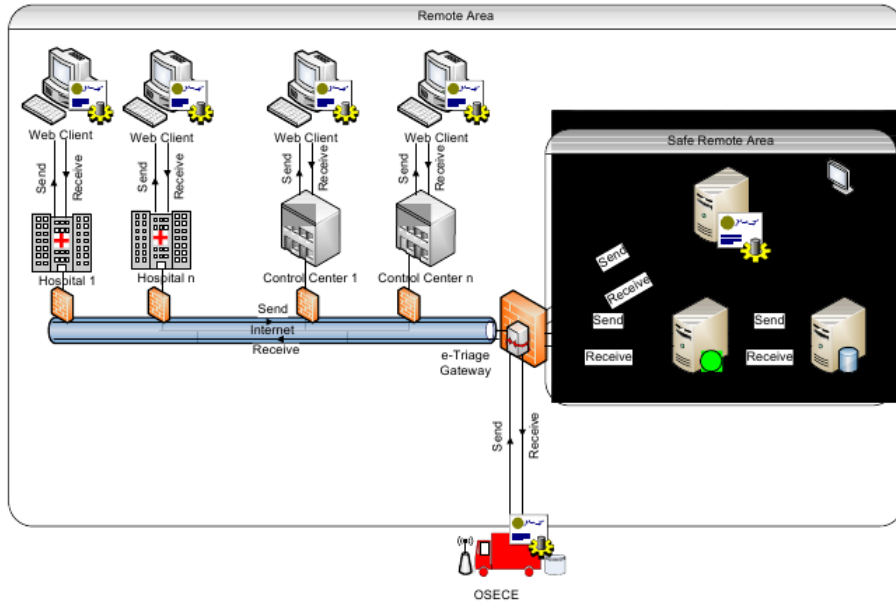 Remote Area
Web Client
Web Client
Web Client
Web Client
Send
Receive
Send
Receive
Send
Receive
Send
Receive
Hospital 1
Hospital n
Control Center 1
Control Center n
Send
Internet
Receive
e-Triage
Gateway
Safe Remote Area
Send
Receive
Send
Receive
Send
Receive
Send
Receive
OSECE